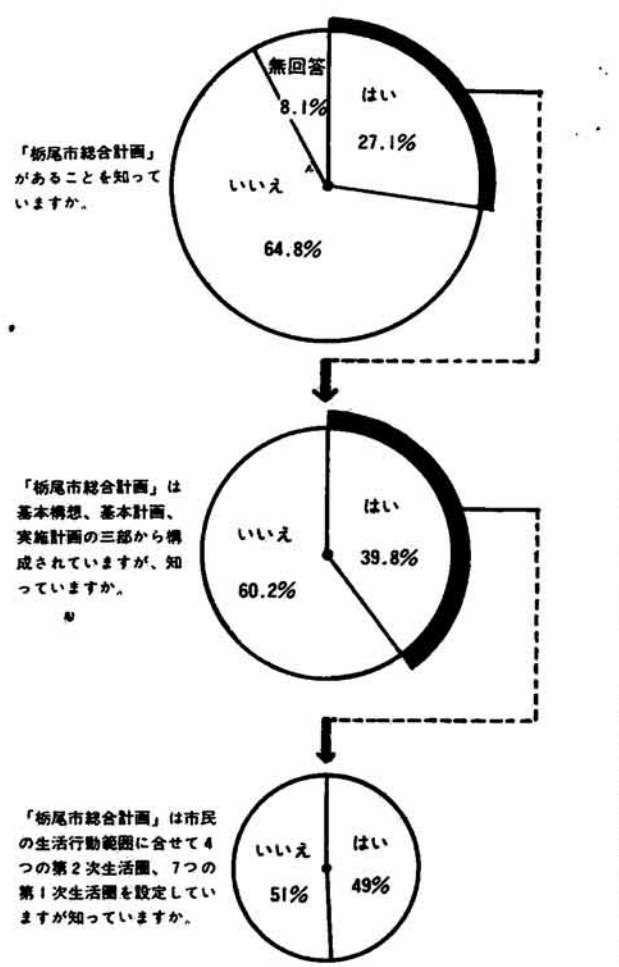 無回答
8.1%
はい
27.1%
「栃尾市総合計画」
があることを知って
いますか。
いいえ
64.8%
「栃尾市総合計画」は
基本構想、基本計画、
実施計画の三部から構
成されていますが、知
っていますか。
はい
39.8%
いいえ
60.2%
「栃尾市総合計画」は市民
の生活行動範囲に合せて4
つの第2次生活圏、7つの
第1次生活圏を設定してい
ますが知っていますか。
いいえ
51%
はい
49%